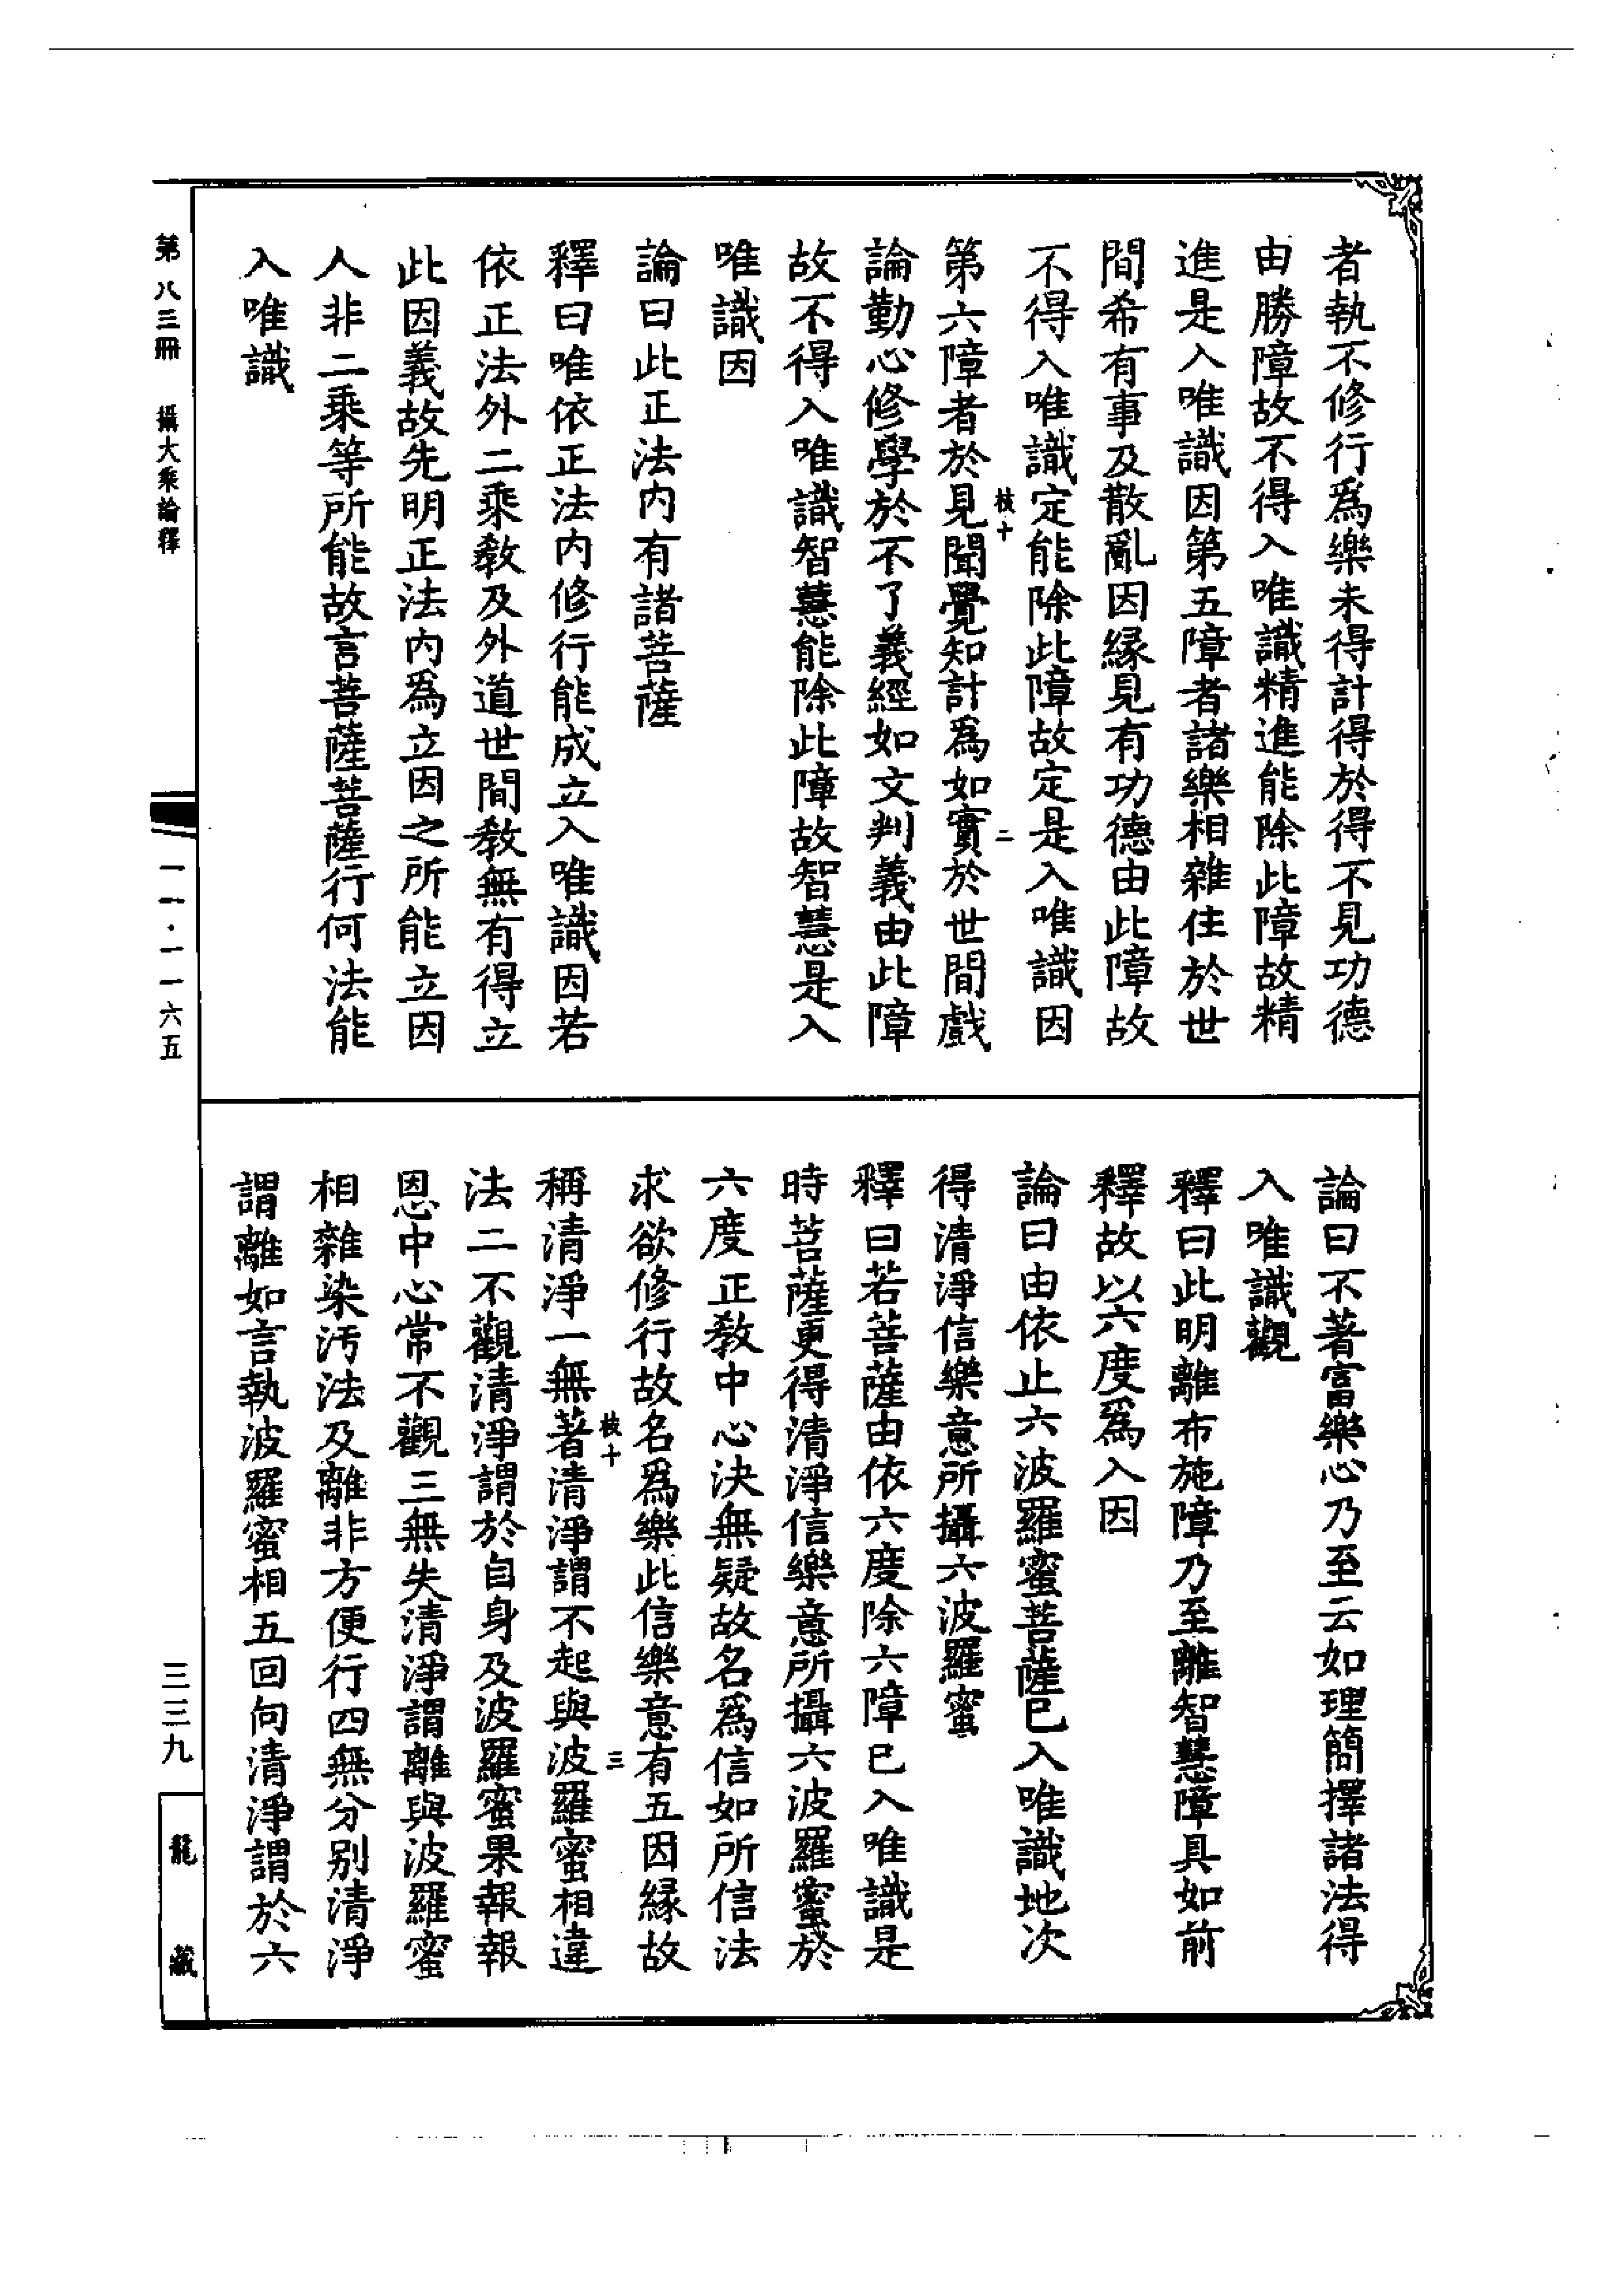 者執不修行爲樂未得計得於得不見功德
由勝障故不得入唯識精進能除此障故精
進是入唯識因第五障者諸樂相雜住於世
間希有事及散亂因緣見有功德由此障故
不得入唯識定能除此障故定是入唯識因
枝十 二
第六障者於見聞覺知計爲如實於世間戲
論勤心修學於不了義經如文判義由此障
故不得入唯識智慧能除此障故智慧是入
唯識因
論曰此正法內有諸菩薩
釋曰唯依正法內修行能成立入唯識因若
依正法外二乘教及外道世間教無有得立
此因義故先明正法內爲立因之所能立因
人非二乘等所能故言菩薩菩薩行何法能
入唯識
論曰不著富樂心乃至云如理簡擇諸法得
入唯識觀
釋曰此明離布施障乃至離智慧障具如前
釋故以六度爲入因
論曰由依止六波羅蜜菩薩巳入唯識地次
得清淨信樂意所攝六波羅蜜
釋曰若菩薩由依六度除六障巳入唯識是
時菩薩更得清淨信樂意所攝六波羅蜜於
六度正教中心決無疑故名爲信如所信法
求欲修行故名爲樂此信樂意有五因緣故
枝十 三
稱清淨一無著清淨謂不起與波羅蜜相違
法二不觀清淨謂於自身及波羅蜜果報報
恩中心常不觀三無失清淨謂離與波羅蜜
相雜染污法及離非方便行四無分別清淨
謂離如言執波羅蜜相五回向清淨謂於六
第八三冊 攝大乘論釋
一一·一一六五
三三九
龍藏